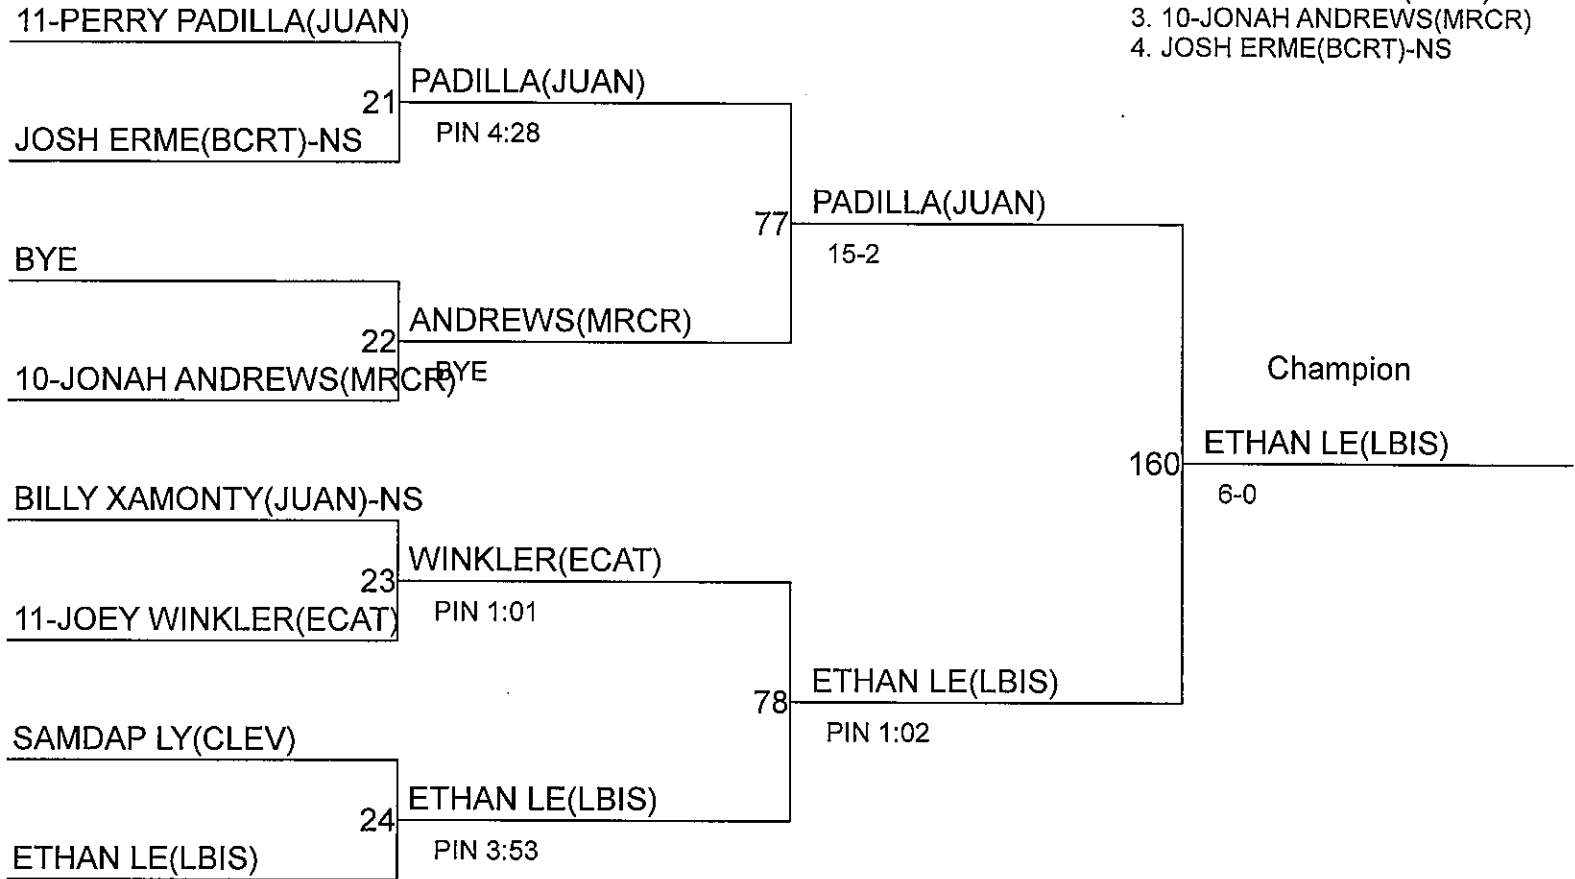 3. 10-JONAH ANDREWS(MRCR)
4. JOSH ERME(BCRT)-NS
11-PERRY PADILLA(JUAN)
21
PADILLA(JUAN)
PIN 4:28
JOSH ERME(BCRT)-NS
77
PADILLA(JUAN)
15-2
BYE
22
ANDREWS(MRCR)
BYE
10-JONAH ANDREWS(MRCR)
Champion
160
ETHAN LE(LBIS)
6-0
BILLY XAMONTY(JUAN)-NS
23
WINKLER(ECAT)
PIN 1:01
11-JOEY WINKLER(ECAT)
78
ETHAN LE(LBIS)
PIN 1:02
SAMDAP LY(CLEV)
24
ETHAN LE(LBIS)
PIN 3:53
ETHAN LE(LBIS)